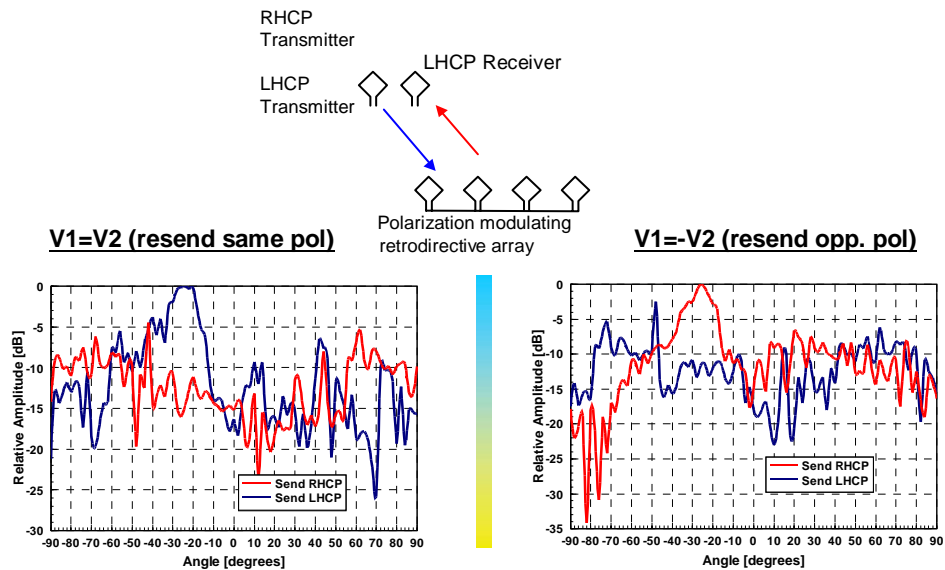 RHCP
Transmitter
LHCP Receiver
LHCP
Transmitter
Polarization modulating
retrodirective array
V1=V2 (resend same pol)
V1=-V2 (resend opp. pol)
Relative Amplitude [dB]
0
-5
-10
-15
-20
-25
-30
Send RHCP
Send LHCP
-90 -80 -70 -60 -50 -40 -30 -20 -10 0 10 20 30 40 50 60 70 80 90
Angle [degrees]
Relative Amplitude [dB]
0
-5
-10
-15
-20
-25
-30
-35
Send RHCP
Send LHCP
-90 -80 -70 -60 -50 -40 -30 -20 -10 0 10 20 30 40 50 60 70 80 90
Angle [degrees]